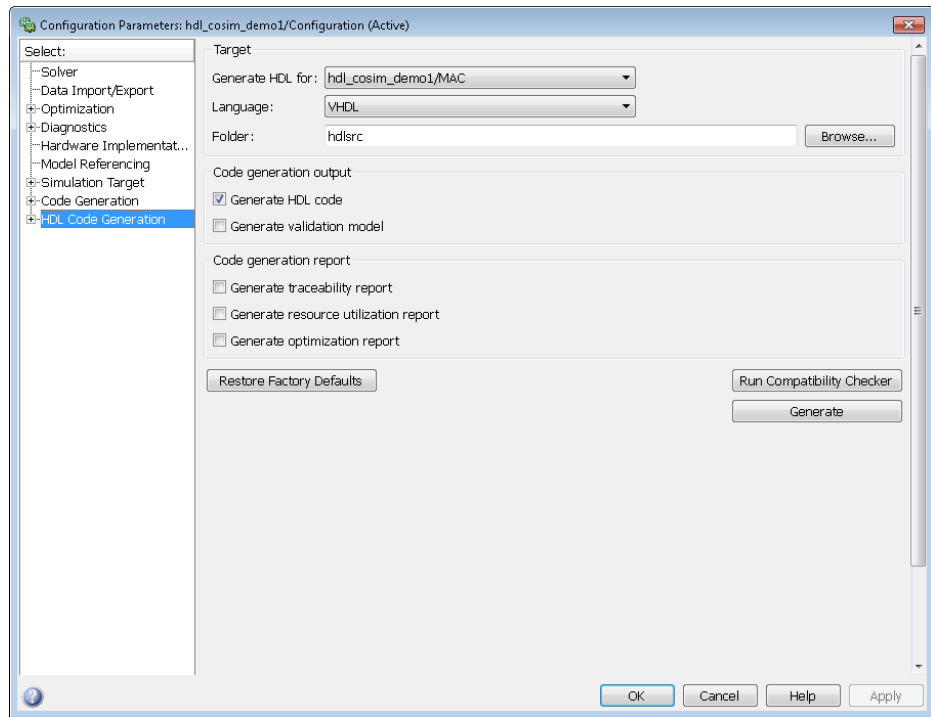 Configuration Parameters: hdl_cosim_demo1/Configuration (Active)
Select:
Solver
Data Import/Export
Optimization
Diagnostics
Hardware Implementat...
Model Referencing
Simulation Target
Code Generation
HDL Code Generation
Target
Generate HDL for: hdl_cosim_demo1/MAC
Language: VHDL
Folder: hdlsrc Browse...
Code generation output
Generate HDL code
Generate validation model
Code generation report
Generate traceability report
Generate resource utilization report
Generate optimization report
Restore Factory Defaults Run Compatibility Checker
Generate
OK Cancel Help Apply